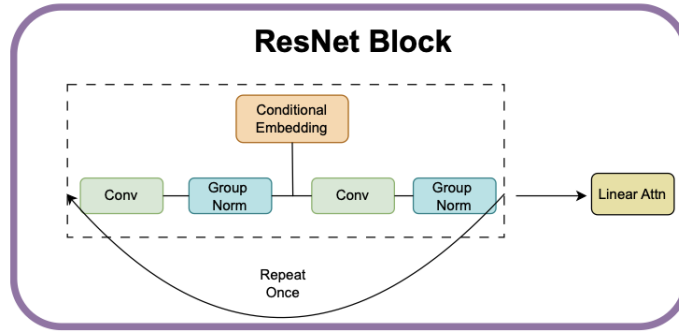 ResNet Block
Conditional
Embedding
Conv
Group
Norm
Conv
Group
Norm
Linear Attn
Repeat
Once